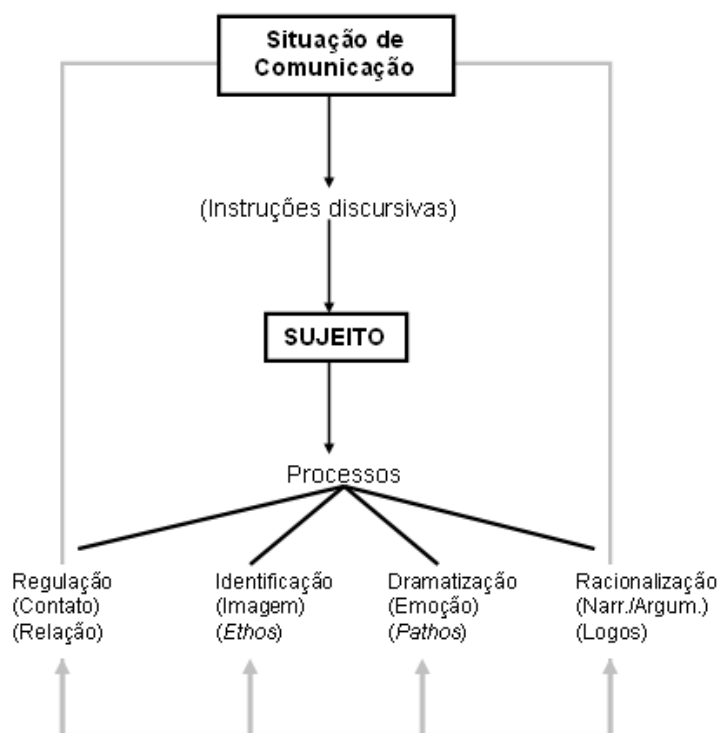 Situação de
Comunicação
(Instruções discursivas)
SUJEITO
Processos
Regulação
(Contato)
(Relação)
Identificação
(Imagem)
(Ethos)
Dramatização
(Emoção)
(Pathos)
Racionalização
(Narr./Argum.)
(Logos)